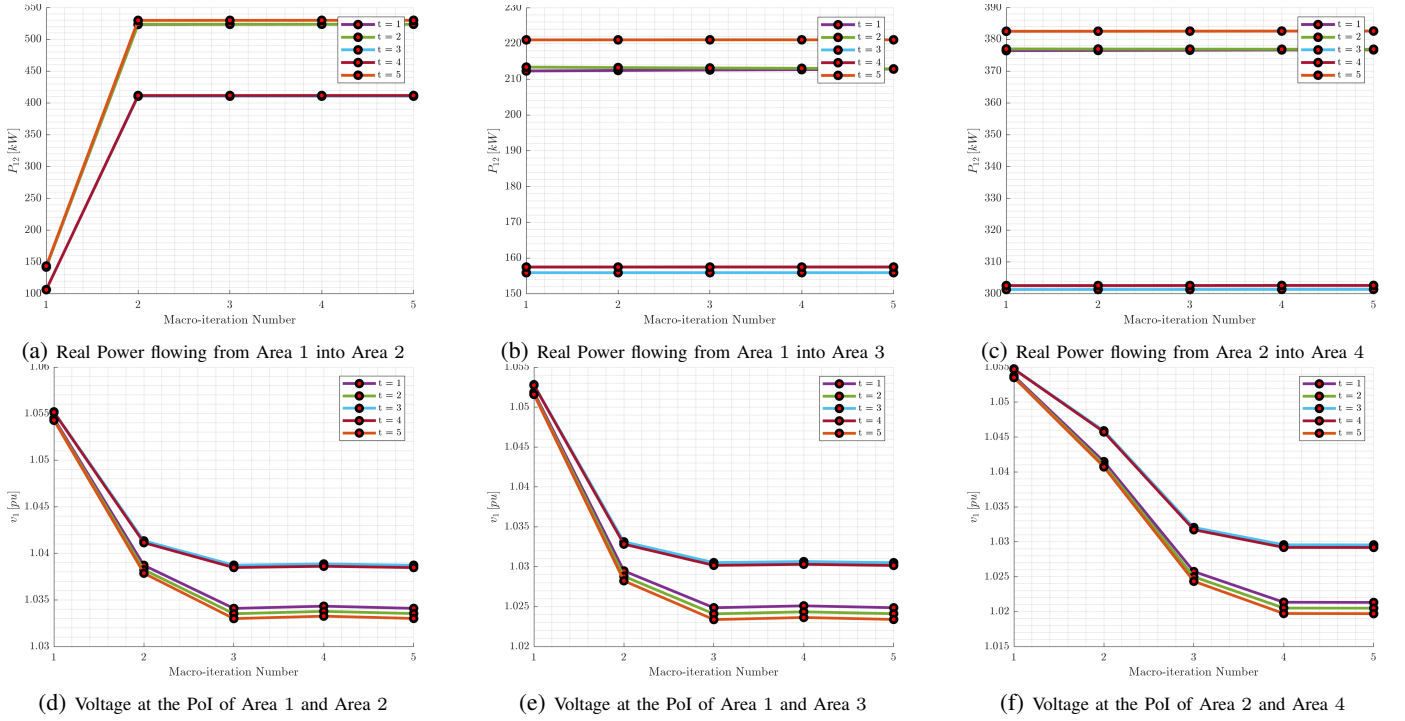 550
500
450
400
350
300
250
200
150
100
P12 [kW]
1 2 3 4 5
Macro-iteration Number
t = 1
t = 2
t = 3
t = 4
t = 5
(a) Real Power flowing from Area 1 into Area 2
230
220
210
200
190
180
170
160
150
P12 [kW]
1 2 3 4 5
Macro-iteration Number
t = 1
t = 2
t = 3
t = 4
t = 5
(b) Real Power flowing from Area 1 into Area 3
390
380
370
360
350
340
330
320
310
300
P12 [kW]
1 2 3 4 5
Macro-iteration Number
t = 1
t = 2
t = 3
t = 4
t = 5
(c) Real Power flowing from Area 2 into Area 4
1.06
1.055
1.05
1.045
1.04
1.035
1.03
v1 [pu]
1 2 3 4 5
Macro-iteration Number
t = 1
t = 2
t = 3
t = 4
t = 5
(d) Voltage at the PoI of Area 1 and Area 2
1.055
1.05
1.045
1.04
1.035
1.03
1.025
1.02
v1 [pu]
1 2 3 4 5
Macro-iteration Number
t = 1
t = 2
t = 3
t = 4
t = 5
(e) Voltage at the PoI of Area 1 and Area 3
1.055
1.05
1.045
1.04
1.035
1.03
1.025
1.02
1.015
v1 [pu]
1 2 3 4 5
Macro-iteration Number
t = 1
t = 2
t = 3
t = 4
t = 5
(f) Voltage at the PoI of Area 2 and Area 4